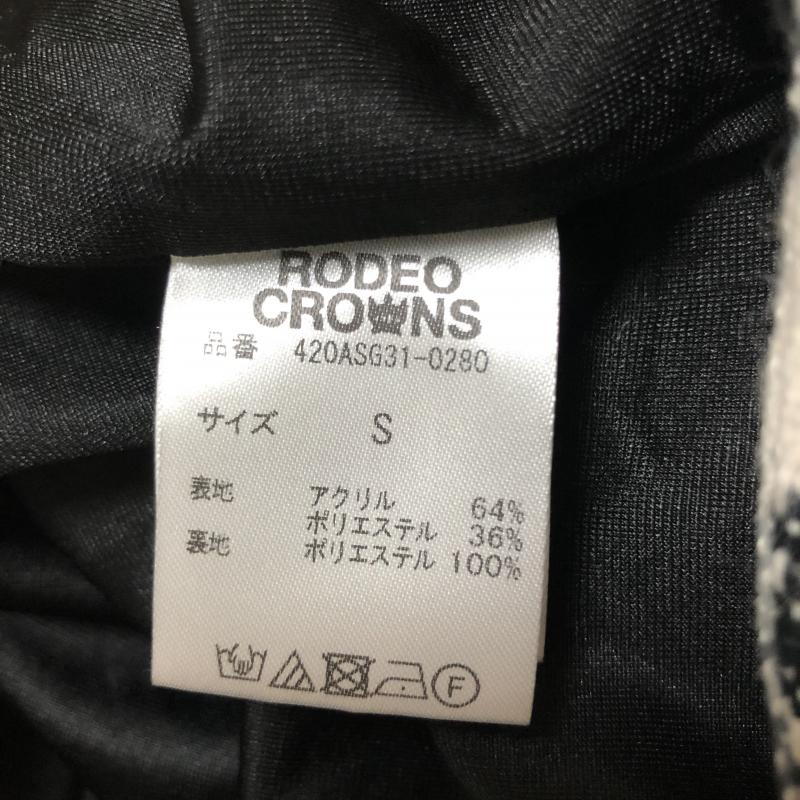 RODEO
CROWNS
品番 420ASG31-0280
サイズ S
表地 アクリル 64%
ポリエステル 36%
裏地 ポリエステル 100%
F